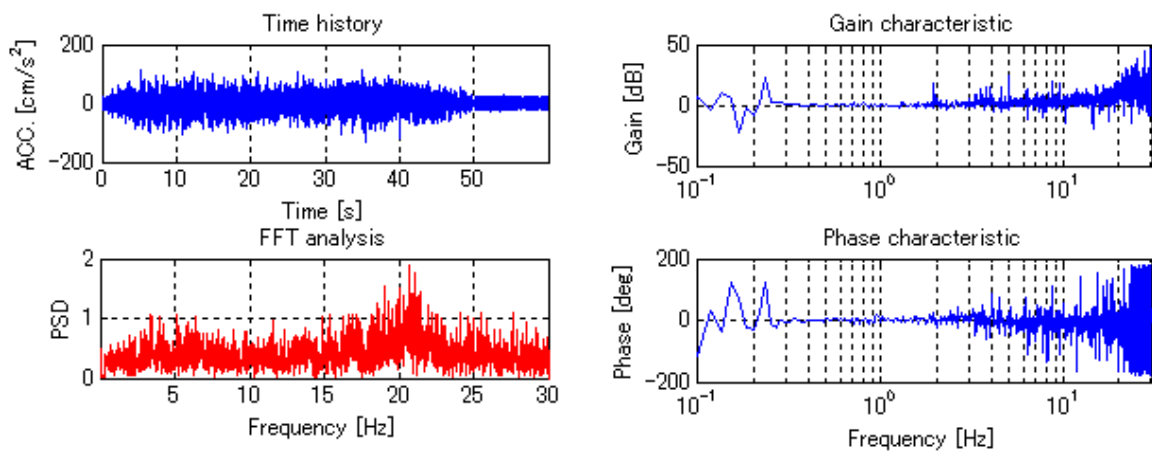 Time history
200
0
-200
ACC. [cm/s²]
0 10 10 20 30 40 50
Time [s]
FFT analysis
2
1
0
PSD
5 10 15 20 25 30
Frequency [Hz]
Gain characteristic
50
0
-50
Gain [dB]
10⁻¹ 10⁰ 10¹
Phase characteristic
200
0
-200
Phase [deg]
10⁻¹ 10⁰ 10¹
Frequency [Hz]